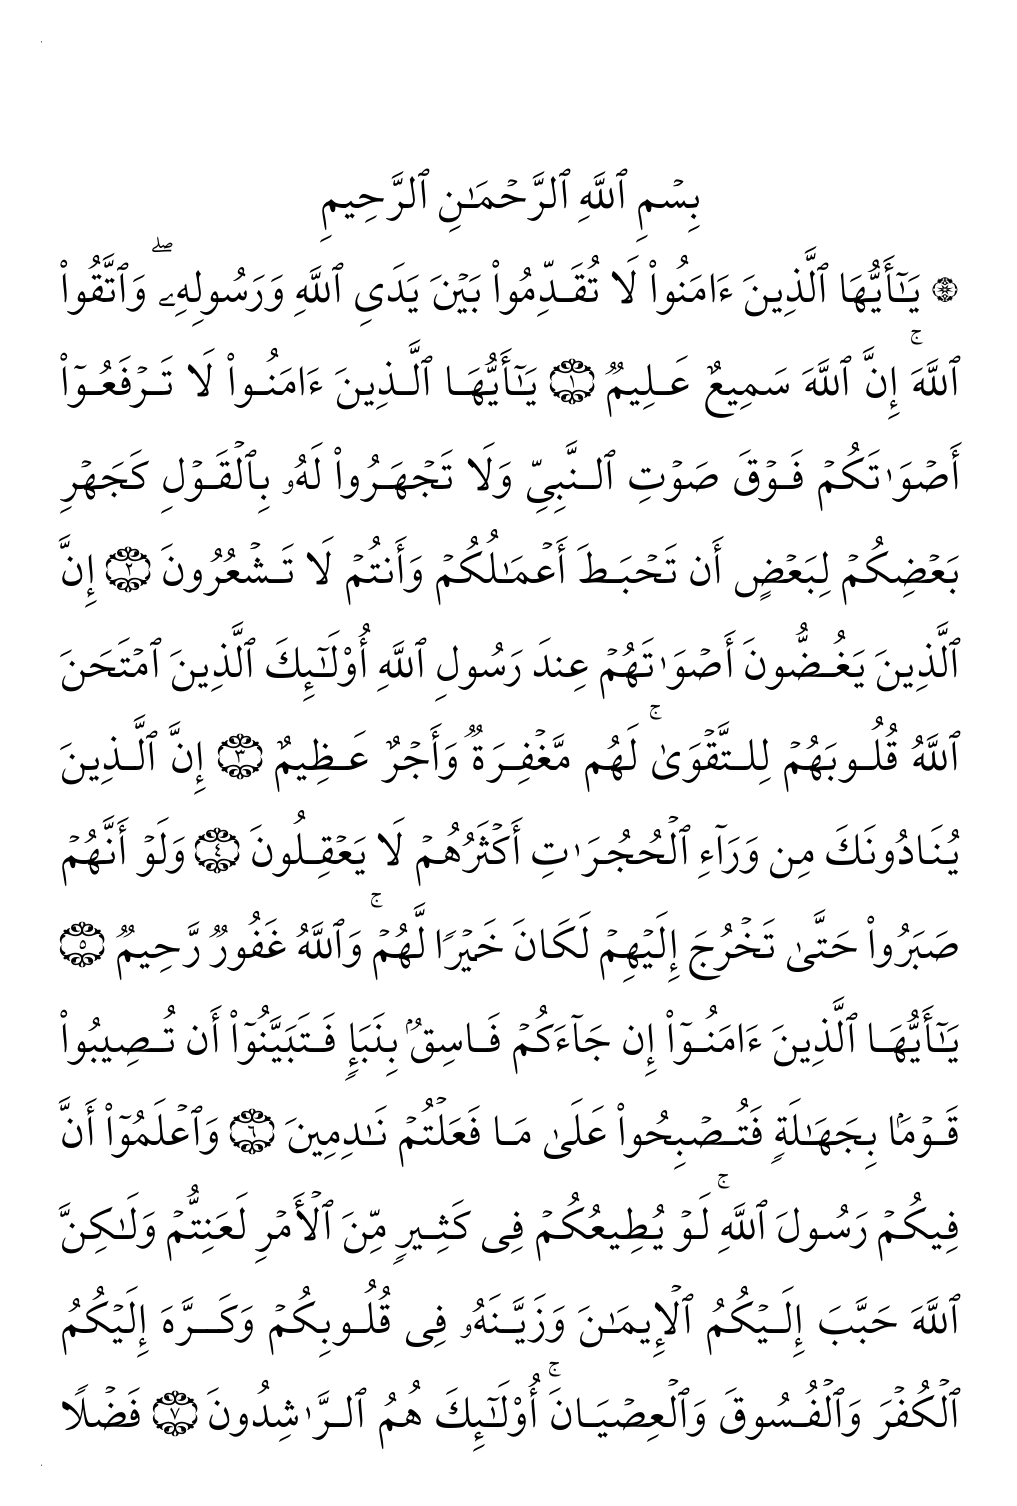 بِسۡمِ ٱللَّهِ ٱلرَّحۡمَٰنِ ٱلرَّحِيمِ
۞ يَٰٓأَيُّهَا ٱلَّذِينَ ءَامَنُواْ لَا تُقَدِّمُواْ بَيۡنَ يَدَيِ ٱللَّهِ وَرَسُولِهِۦۖ وَٱتَّقُواْ
ٱللَّهَۚ إِنَّ ٱللَّهَ سَمِيعٌ عَلِيمٞ ١ يَٰٓأَيُّهَا ٱلَّذِينَ ءَامَنُواْ لَا تَرۡفَعُوٓاْ
أَصۡوَٰتَكُمۡ فَوۡقَ صَوۡتِ ٱلنَّبِيِّ وَلَا تَجۡهَرُواْ لَهُۥ بِٱلۡقَوۡلِ كَجَهۡرِ
بَعۡضِكُمۡ لِبَعۡضٍ أَن تَحۡبَطَ أَعۡمَٰلُكُمۡ وَأَنتُمۡ لَا تَشۡعُرُونَ ٢ إِنَّ
ٱلَّذِينَ يَغُضُّونَ أَصۡوَٰتَهُمۡ عِندَ رَسُولِ ٱللَّهِ أُوْلَٰٓئِكَ ٱلَّذِينَ ٱمۡتَحَنَ
ٱللَّهُ قُلُوبَهُمۡ لِلتَّقۡوَىٰۚ لَهُم مَّغۡفِرَةٞ وَأَجۡرٌ عَظِيمٌ ٣ إِنَّ ٱلَّذِينَ
يُنَادُونَكَ مِن وَرَآءِ ٱلۡحُجُرَٰتِ أَكۡثَرُهُمۡ لَا يَعۡقِلُونَ ٤ وَلَوۡ أَنَّهُمۡ
صَبَرُواْ حَتَّىٰ تَخۡرُجَ إِلَيۡهِمۡ لَكَانَ خَيۡرٗا لَّهُمۡۚ وَٱللَّهُ غَفُورٞ رَّحِيمٞ ٥
يَٰٓأَيُّهَا ٱلَّذِينَ ءَامَنُوٓاْ إِن جَآءَكُمۡ فَاسِقُۢ بِنَبَإٖ فَتَبَيَّنُوٓاْ أَن تُصِيبُواْ
قَوۡمَۢا بِجَهَٰلَةٖ فَتُصۡبِحُواْ عَلَىٰ مَا فَعَلۡتُمۡ نَٰدِمِينَ ٦ وَٱعۡلَمُوٓاْ أَنَّ
فِيكُمۡ رَسُولَ ٱللَّهِۚ لَوۡ يُطِيعُكُمۡ فِي كَثِيرٖ مِّنَ ٱلۡأَمۡرِ لَعَنِتُّمۡ وَلَٰكِنَّ
ٱللَّهَ حَبَّبَ إِلَيۡكُمُ ٱلۡإِيمَٰنَ وَزَيَّنَهُۥ فِي قُلُوبِكُمۡ وَكَرَّهَ إِلَيۡكُمُ
ٱلۡكُفۡرَ وَٱلۡفُسُوقَ وَٱلۡعِصۡيَانَۚ أُوْلَٰٓئِكَ هُمُ ٱلرَّٰشِدُونَ ٧ فَضۡلٗا